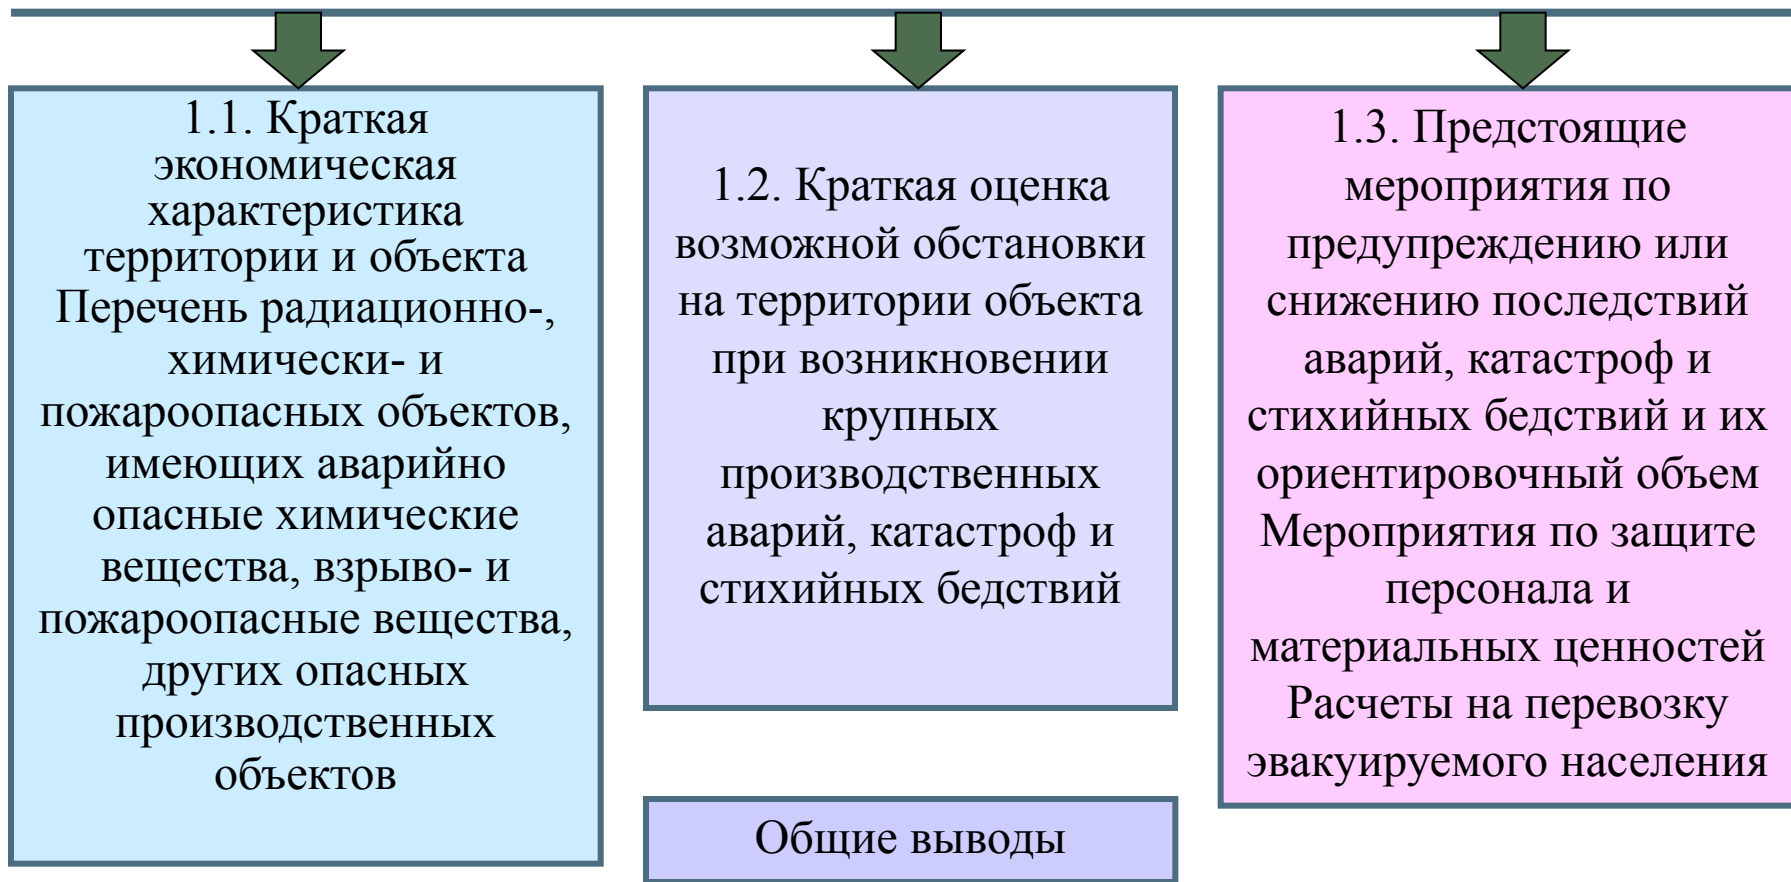 1.1. Краткая
экономическая
характеристика
территории и объекта
Перечень радиационно-,
химически- и
пожароопасных объектов,
имеющих аварийно
опасные химические
вещества, взрыво- и
пожароопасные вещества,
других опасных
производственных
объектов
1.2. Краткая оценка
возможной обстановки
на территории объекта
при возникновении
крупных
производственных
аварий, катастроф и
стихийных бедствий
Общие выводы
1.3. Предстоящие
мероприятия по
предупреждению или
снижению последствий
аварий, катастроф и
стихийных бедствий и их
ориентировочный объем
Мероприятия по защите
персонала и
материальных ценностей
Расчеты на перевозку
эвакуируемого населения